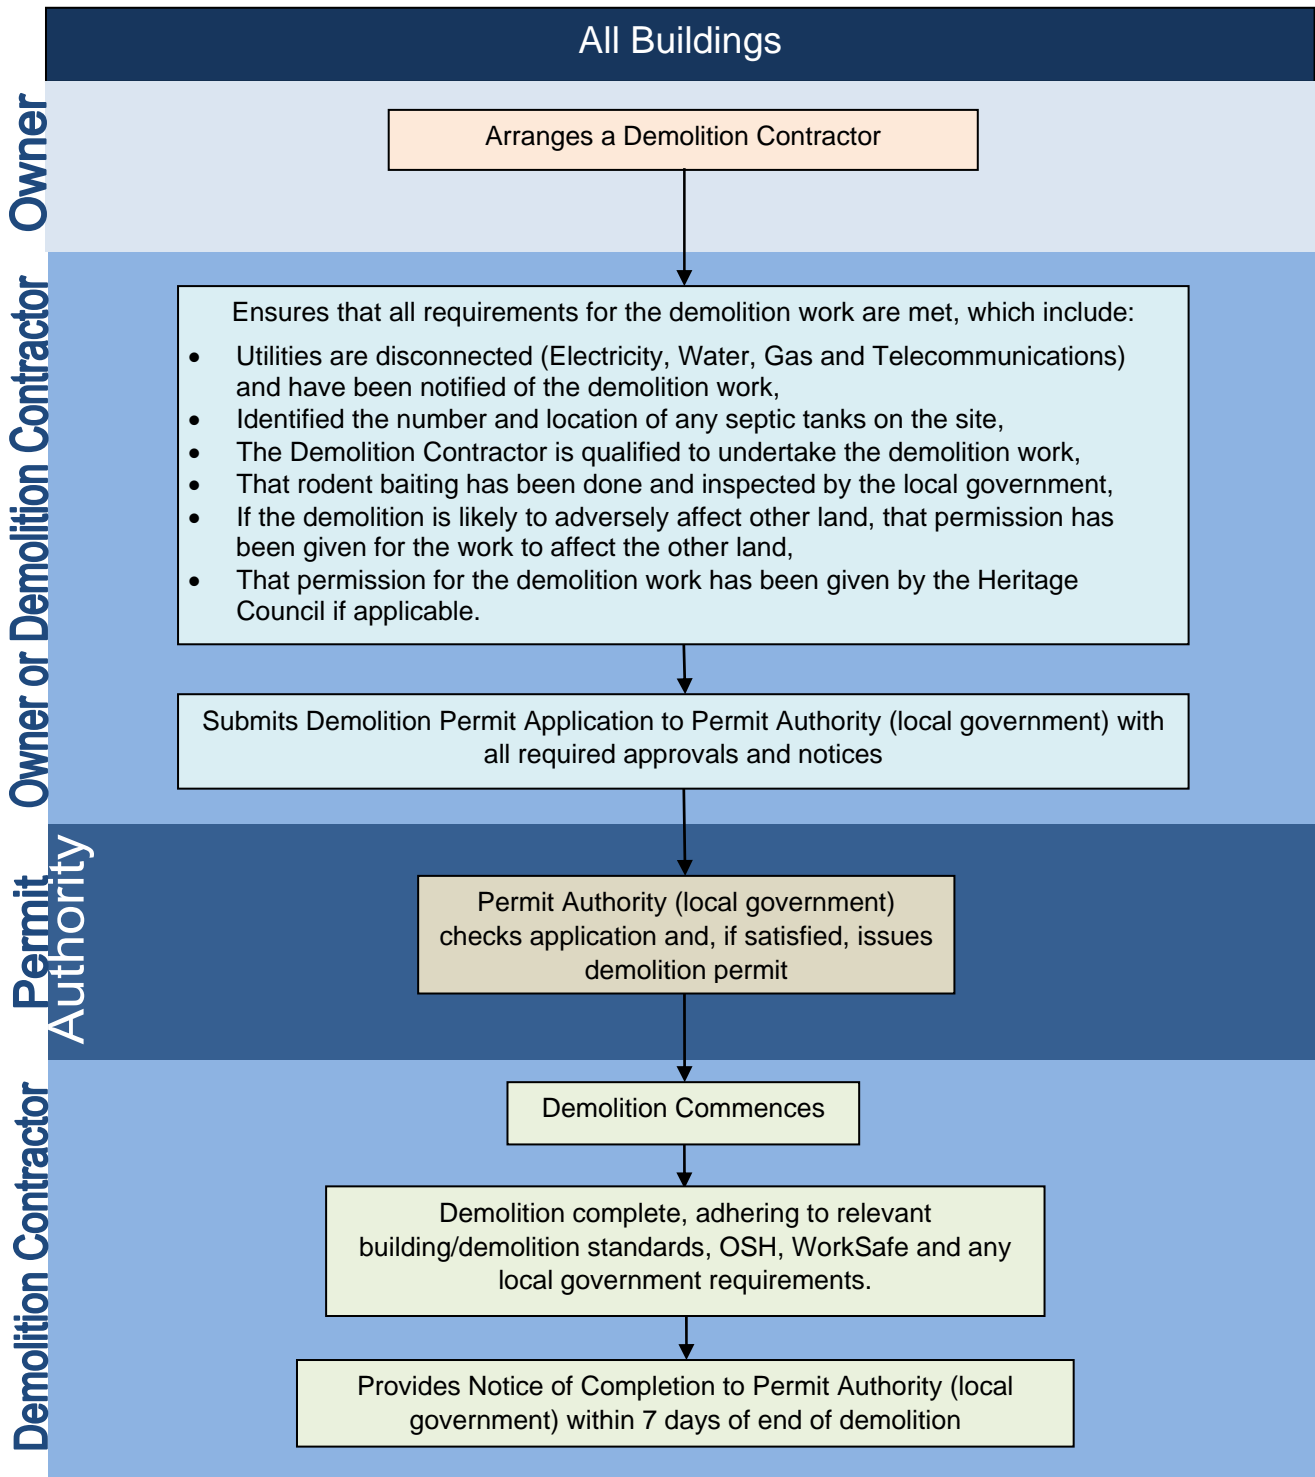 All Buildings
Owner
Arranges a Demolition Contractor
Owner or Demolition Contractor
Ensures that all requirements for the demolition work are met, which include:
• Utilities are disconnected (Electricity, Water, Gas and Telecommunications)
and have been notified of the demolition work,
• Identified the number and location of any septic tanks on the site,
• The Demolition Contractor is qualified to undertake the demolition work,
• That rodent baiting has been done and inspected by the local government,
• If the demolition is likely to adversely affect other land, that permission has
been given for the work to affect the other land,
• That permission for the demolition work has been given by the Heritage
Council if applicable.
Submits Demolition Permit Application to Permit Authority (local government) with
all required approvals and notices
Permit
Authority
Permit Authority (local government)
checks application and, if satisfied, issues
demolition permit
Demolition Contractor
Demolition Commences
Demolition complete, adhering to relevant
building/demolition standards, OSH, WorkSafe and any
local government requirements.
Provides Notice of Completion to Permit Authority (local
government) within 7 days of end of demolition